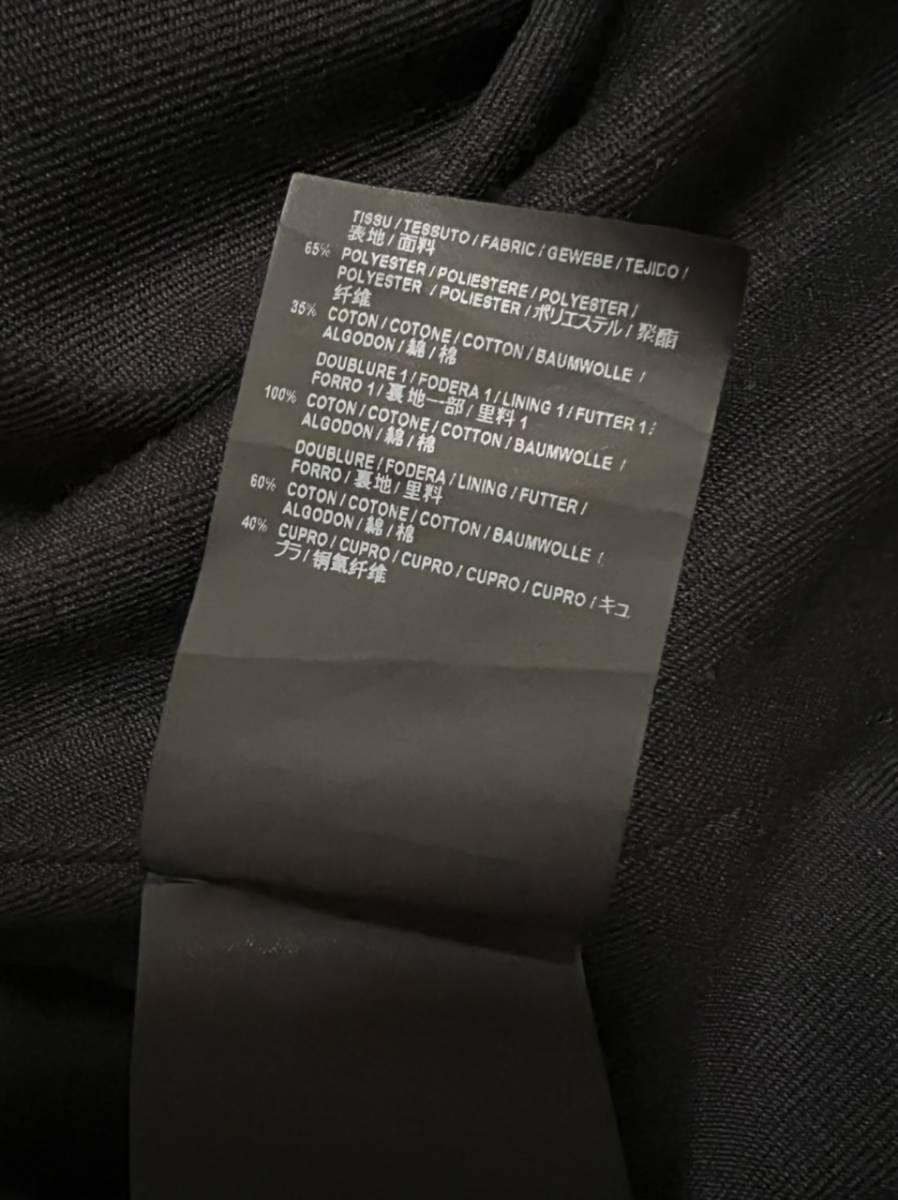 TISSU / TESSUTO / FABRIC / GEWEBE / TEJIDO /
表地 / 面料
65% POLYESTER / POLIESTERE / POLYESTER /
POLYESTER / POLIESTER / ポリエステル / 聚酯
纤维
35% COTON / COTONE / COTTON / BAUMWOLLE /
ALGODON / 綿 / 棉
DOUBLURE 1 / FODERA 1 / LINING 1 / FUTTER 1 /
FORRO 1 / 裏地一部 / 里料 1
100% COTON / COTONE / COTTON / BAUMWOLLE /
ALGODON / 綿 / 棉
DOUBLURE / FODERA / LINING / FUTTER /
FORRO / 裏地 / 里料
60% COTON / COTONE / COTTON / BAUMWOLLE /
ALGODON / 綿 / 棉
40% CUPRO / CUPRO / CUPRO / CUPRO / CUPRO / キュ
プラ / 铜氨纤维